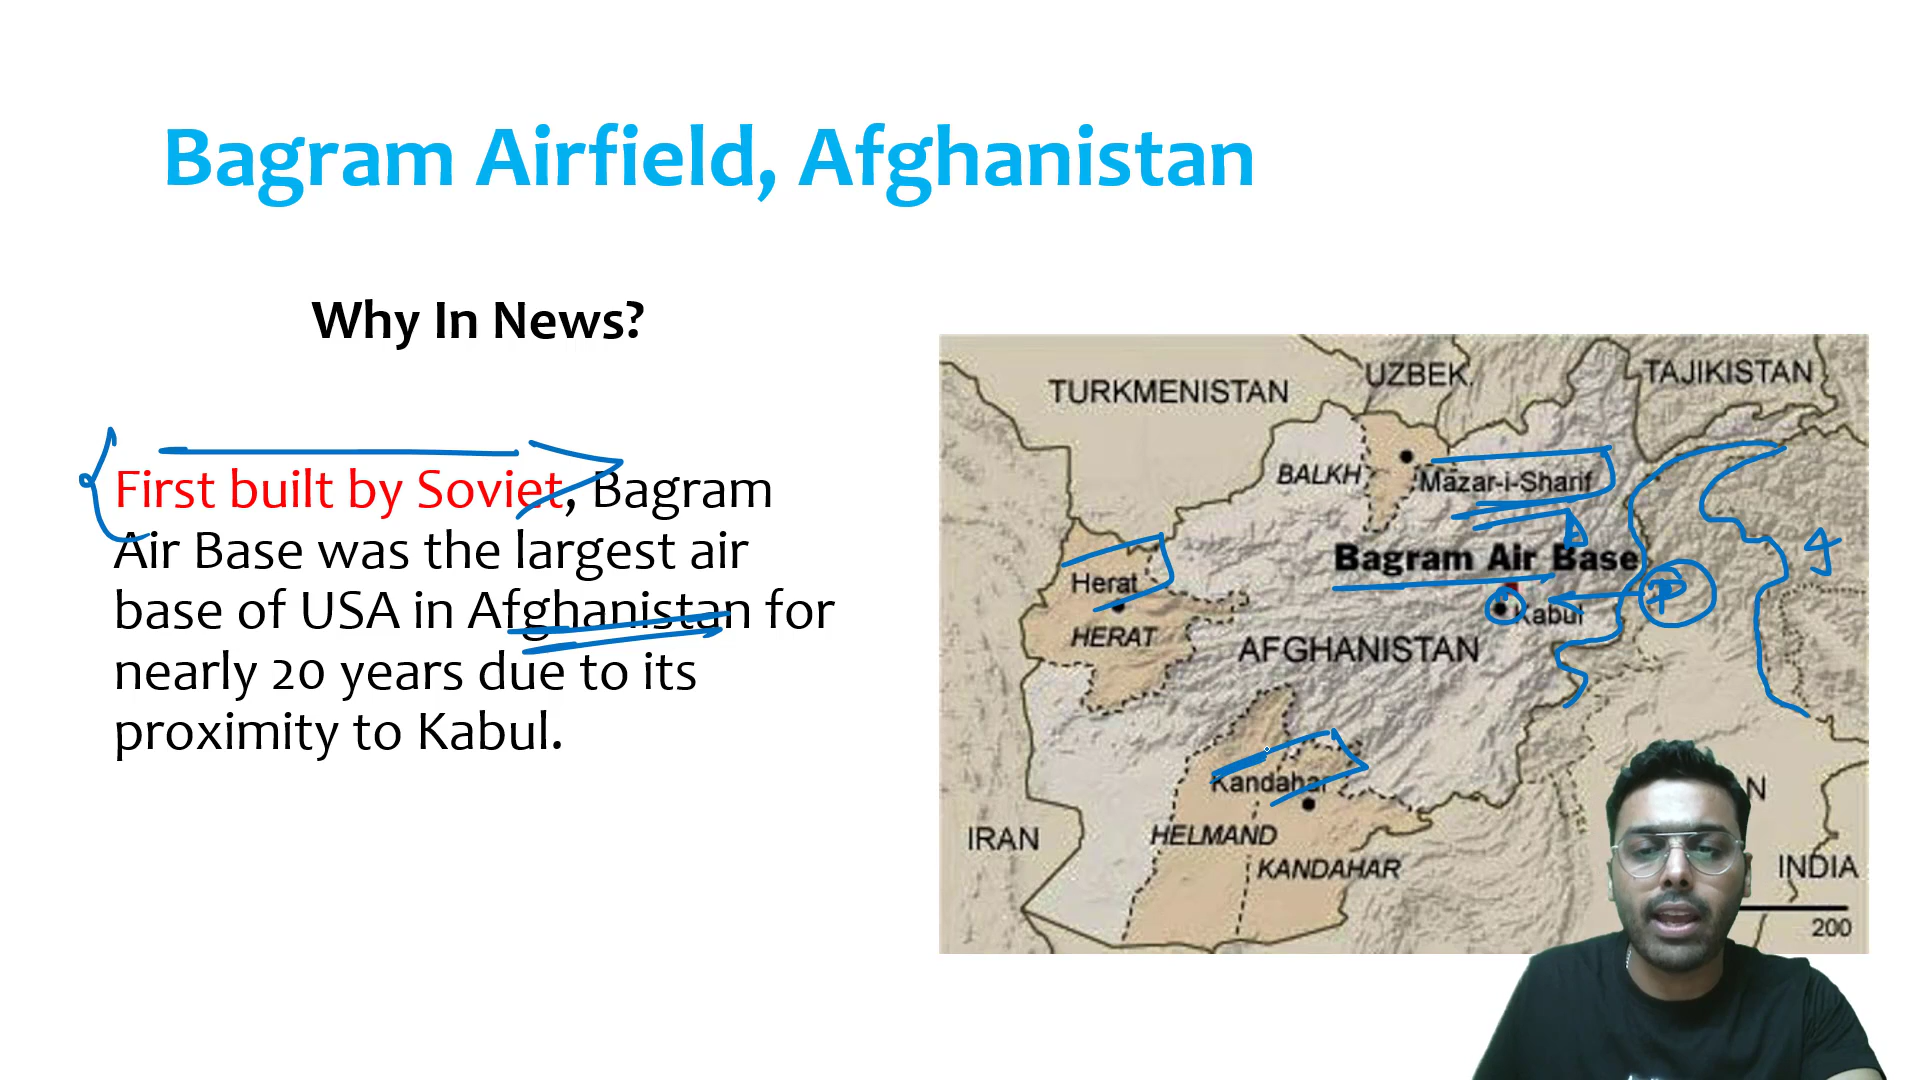 Bagram Airfield, Afghanistan
Why In News?
First built by Soviet, Bagram
Air Base was the largest air
base of USA in Afghanistan for
nearly 20 years due to its
proximity to Kabul.
TURKMENISTAN
UZBEK.
TAJIKISTAN
BALKH
Mazar-i-Sharif
Bagram Air Base
Herat
P
Kabul
HERAT
AFGHANISTAN
Kandahar
IRAN
HELMAND
KANDAHAR
INDIA
200